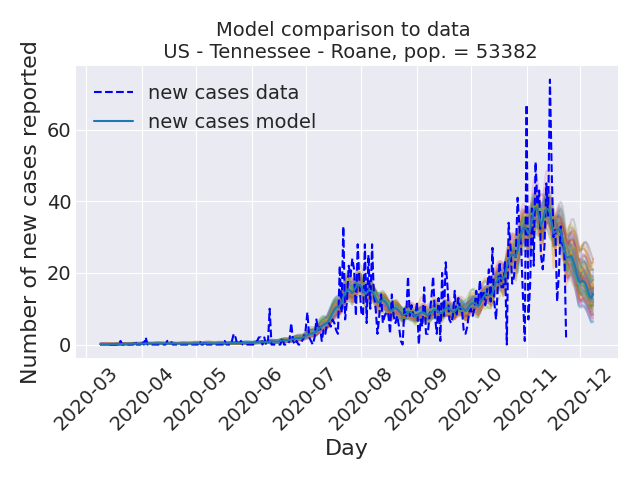 Model comparison to data
US - Tennessee - Roane, pop. = 53382
new cases data
new cases model
Number of new cases reported
60
40
20
0
2020-03
2020-04
2020-05
2020-06
2020-07
2020-08
2020-09
2020-10
2020-11
2020-12
Day